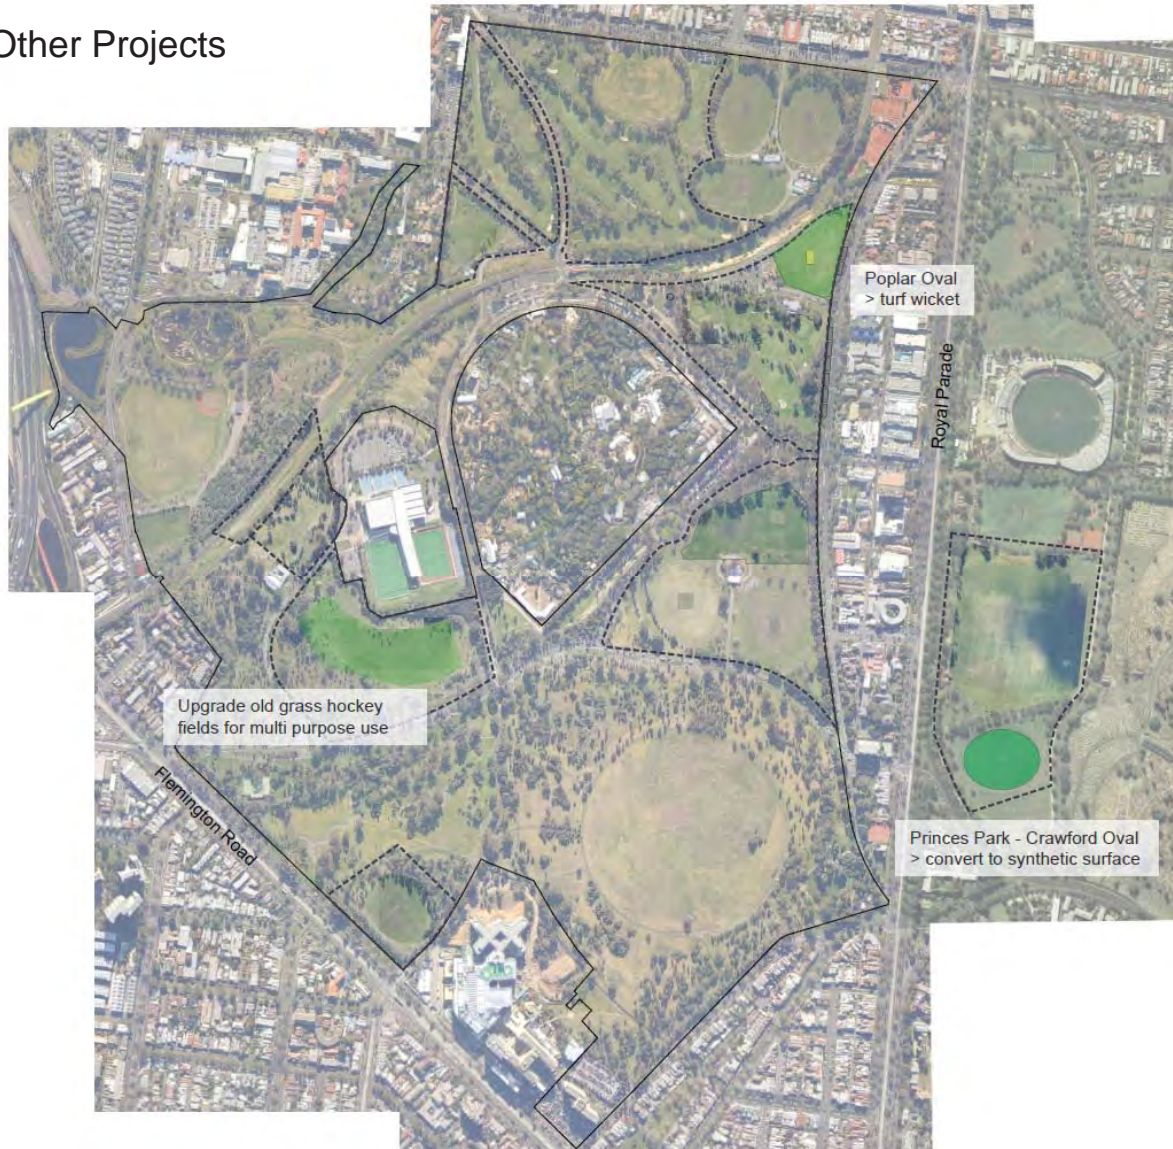 Other Projects
Poplar Oval
> turf wicket
Royal Parade
Upgrade old grass hockey
fields for multi purpose use
Flemington Road
Princes Park - Crawford Oval
> convert to synthetic surface